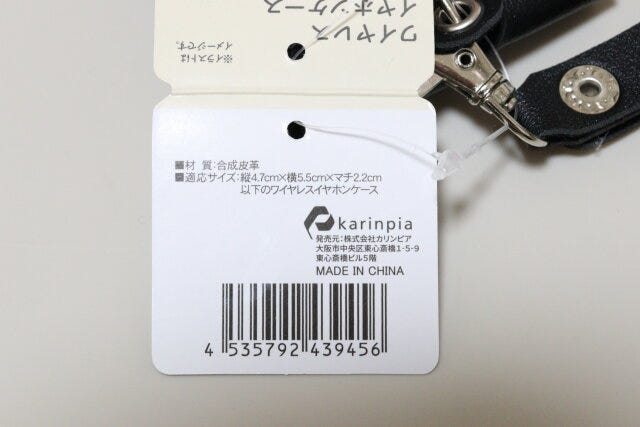 ワイヤレス
イヤホンケース
※イラストは
イメージです。
■材 質:合成皮革
■適応サイズ:縦4.7cm×横5.5cm×マチ2.2cm
以下のワイヤレスイヤホンケース
karinpia
発売元:株式会社カリンピア
大阪市中央区東心斎橋1-5-9
東心斎橋ビル5階
MADE IN CHINA
4 535792 439456